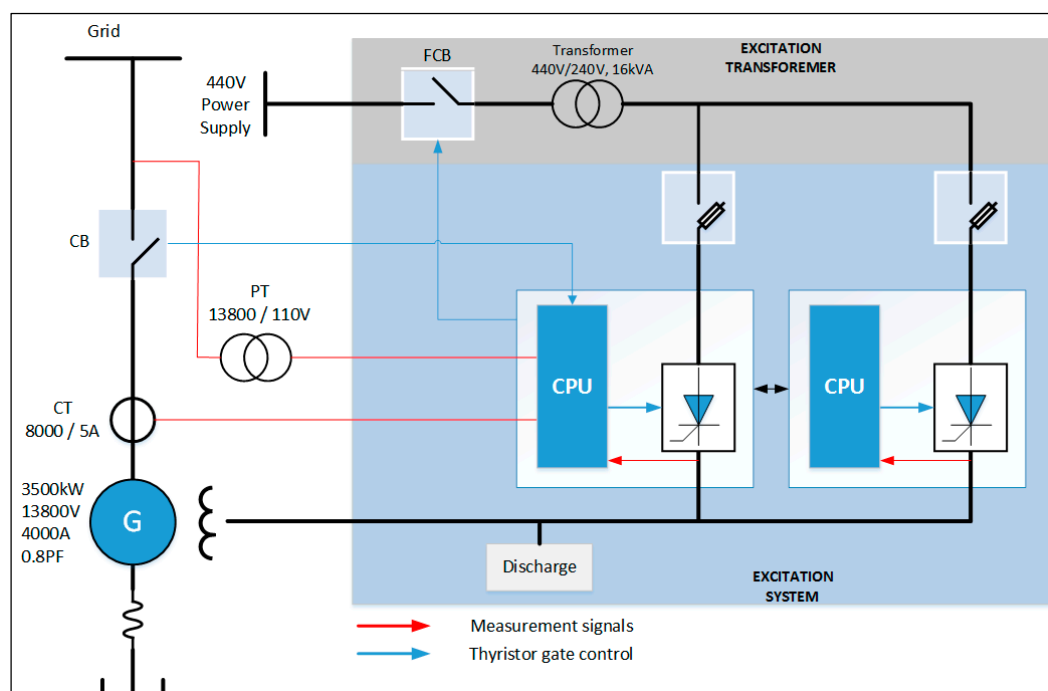 Grid
440V
Power
Supply
FCB
Transformer
440V/240V, 16kVA
EXCITATION
TRANSFOREMER
CB
PT
13800 / 110V
CT
8000 / 5A
3500kW
13800V
4000A
0.8PF
G
CPU
CPU
Discharge
EXCITATION
SYSTEM
Measurement signals
Thyristor gate control